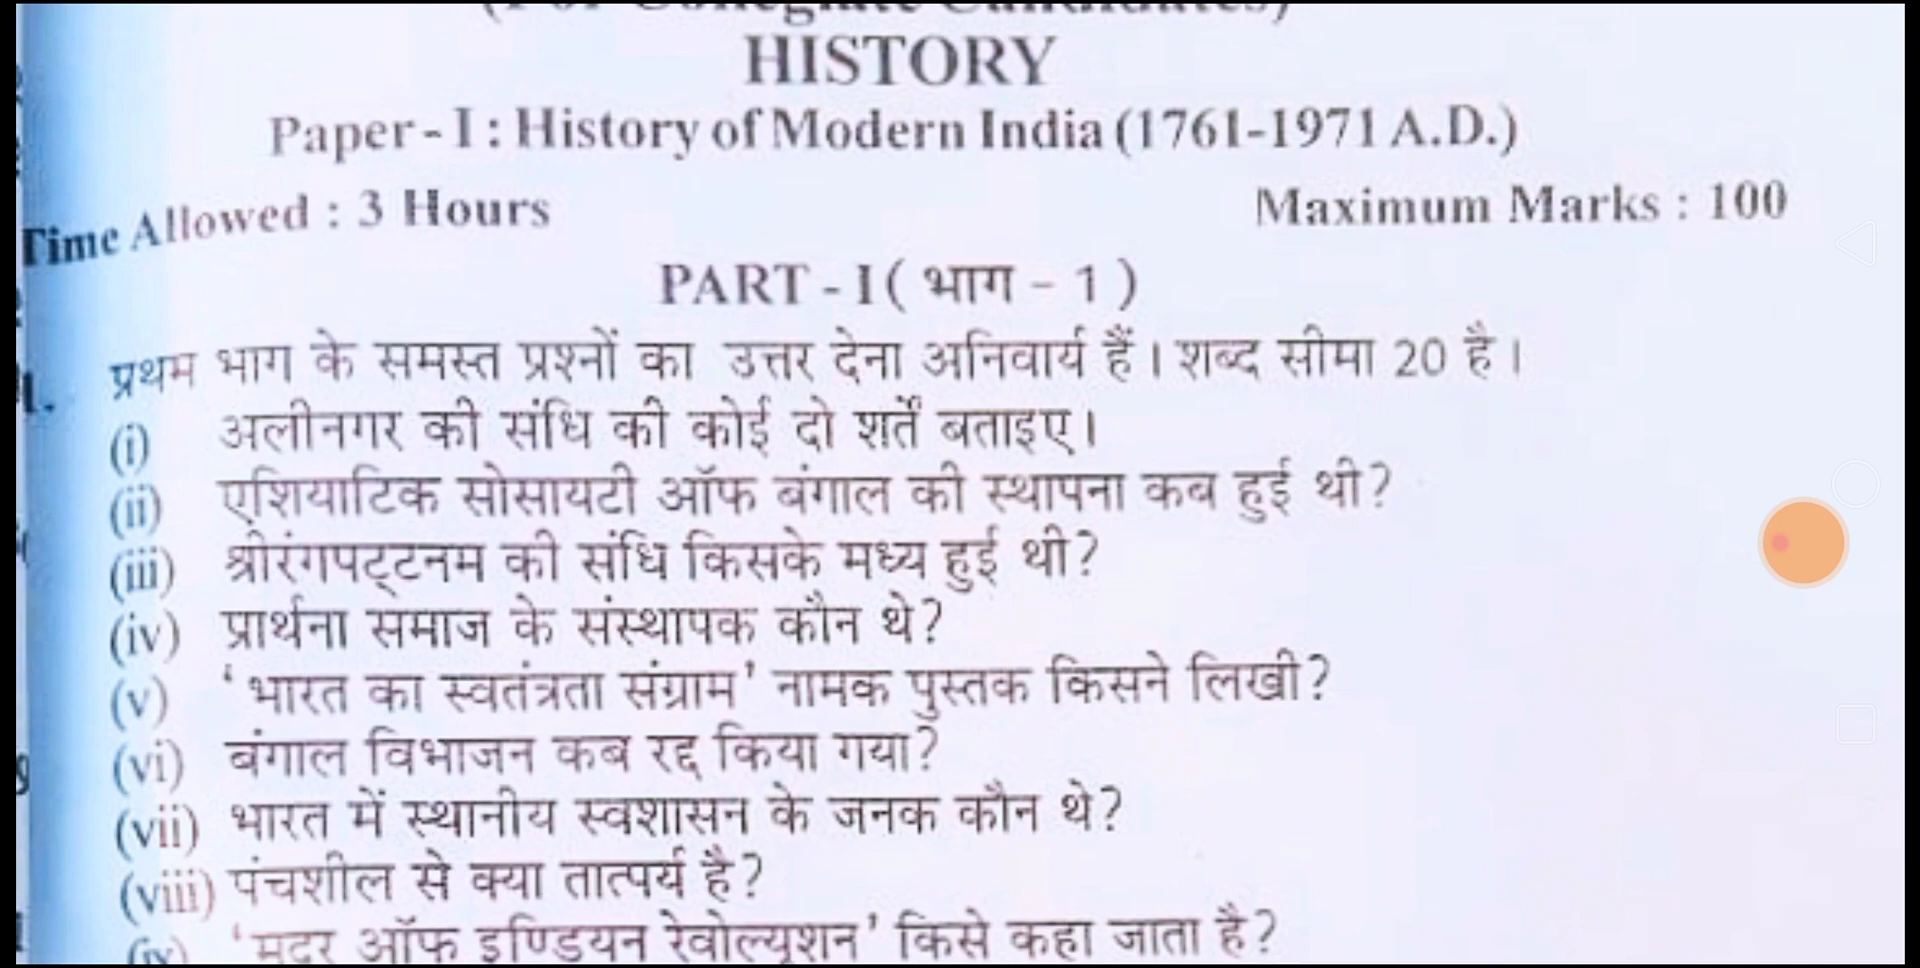 HISTORY
Paper - I : History of Modern India (1761-1971 A.D.)
Time Allowed : 3 Hours Maximum Marks : 100
PART - I ( भाग - 1 )
1. प्रथम भाग के समस्त प्रश्नों का उत्तर देना अनिवार्य हैं । शब्द सीमा 20 है ।
(i) अलीनगर की संधि की कोई दो शर्तें बताइए ।
(ii) एशियाटिक सोसायटी ऑफ बंगाल की स्थापना कब हुई थी?
(iii) श्रीरंगपट्टनम की संधि किसके मध्य हुई थी?
(iv) प्रार्थना समाज के संस्थापक कौन थे?
(v) ‘भारत का स्वतंत्रता संग्राम’ नामक पुस्तक किसने लिखी?
(vi) बंगाल विभाजन कब रद्द किया गया?
(vii) भारत में स्थानीय स्वशासन के जनक कौन थे?
(viii) पंचशील से क्या तात्पर्य है?
(ix) ‘मदर ऑफ इण्डियन रेवोल्यूशन’ किसे कहा जाता है?